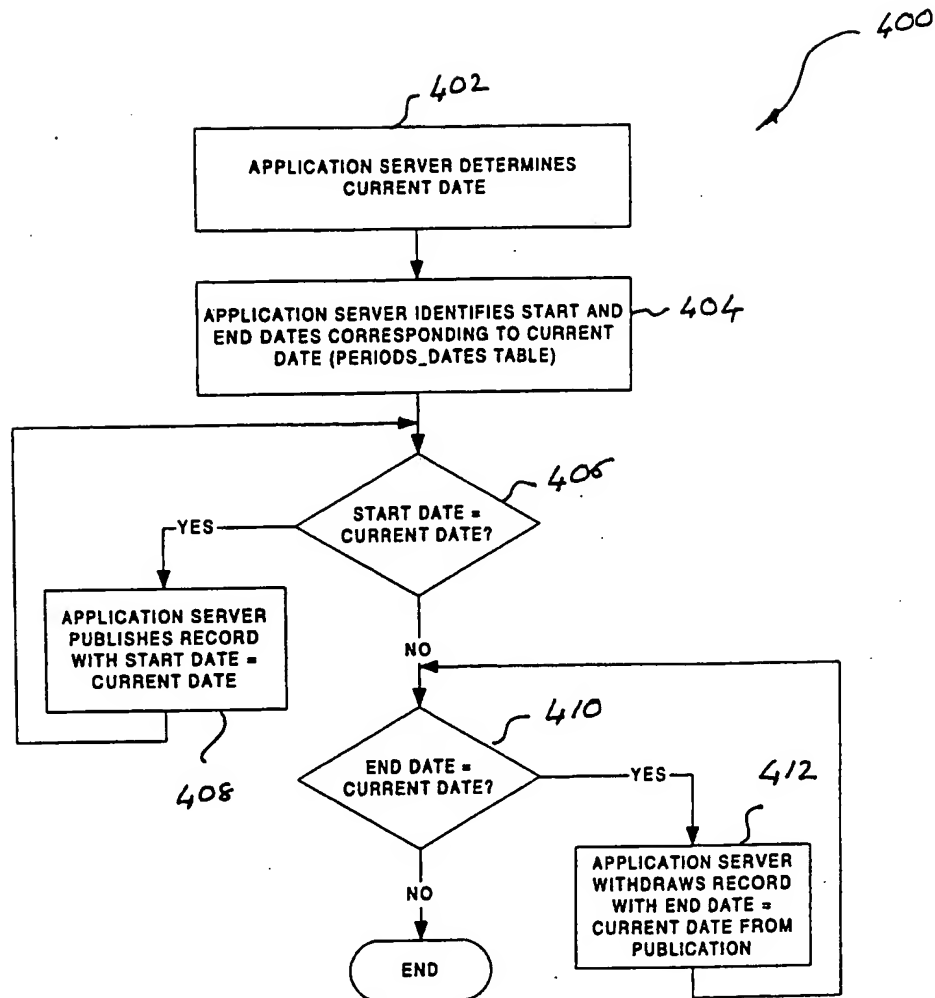 400
402
APPLICATION SERVER DETERMINES
CURRENT DATE
APPLICATION SERVER IDENTIFIES START AND
END DATES CORRESPONDING TO CURRENT
DATE (PERIODS_DATES TABLE)
404
406
START DATE =
CURRENT DATE?
YES
APPLICATION SERVER
PUBLISHES RECORD
WITH START DATE =
CURRENT DATE
408
NO
410
END DATE =
CURRENT DATE?
YES
412
APPLICATION SERVER
WITHDRAWS RECORD
WITH END DATE =
CURRENT DATE FROM
PUBLICATION
NO
END